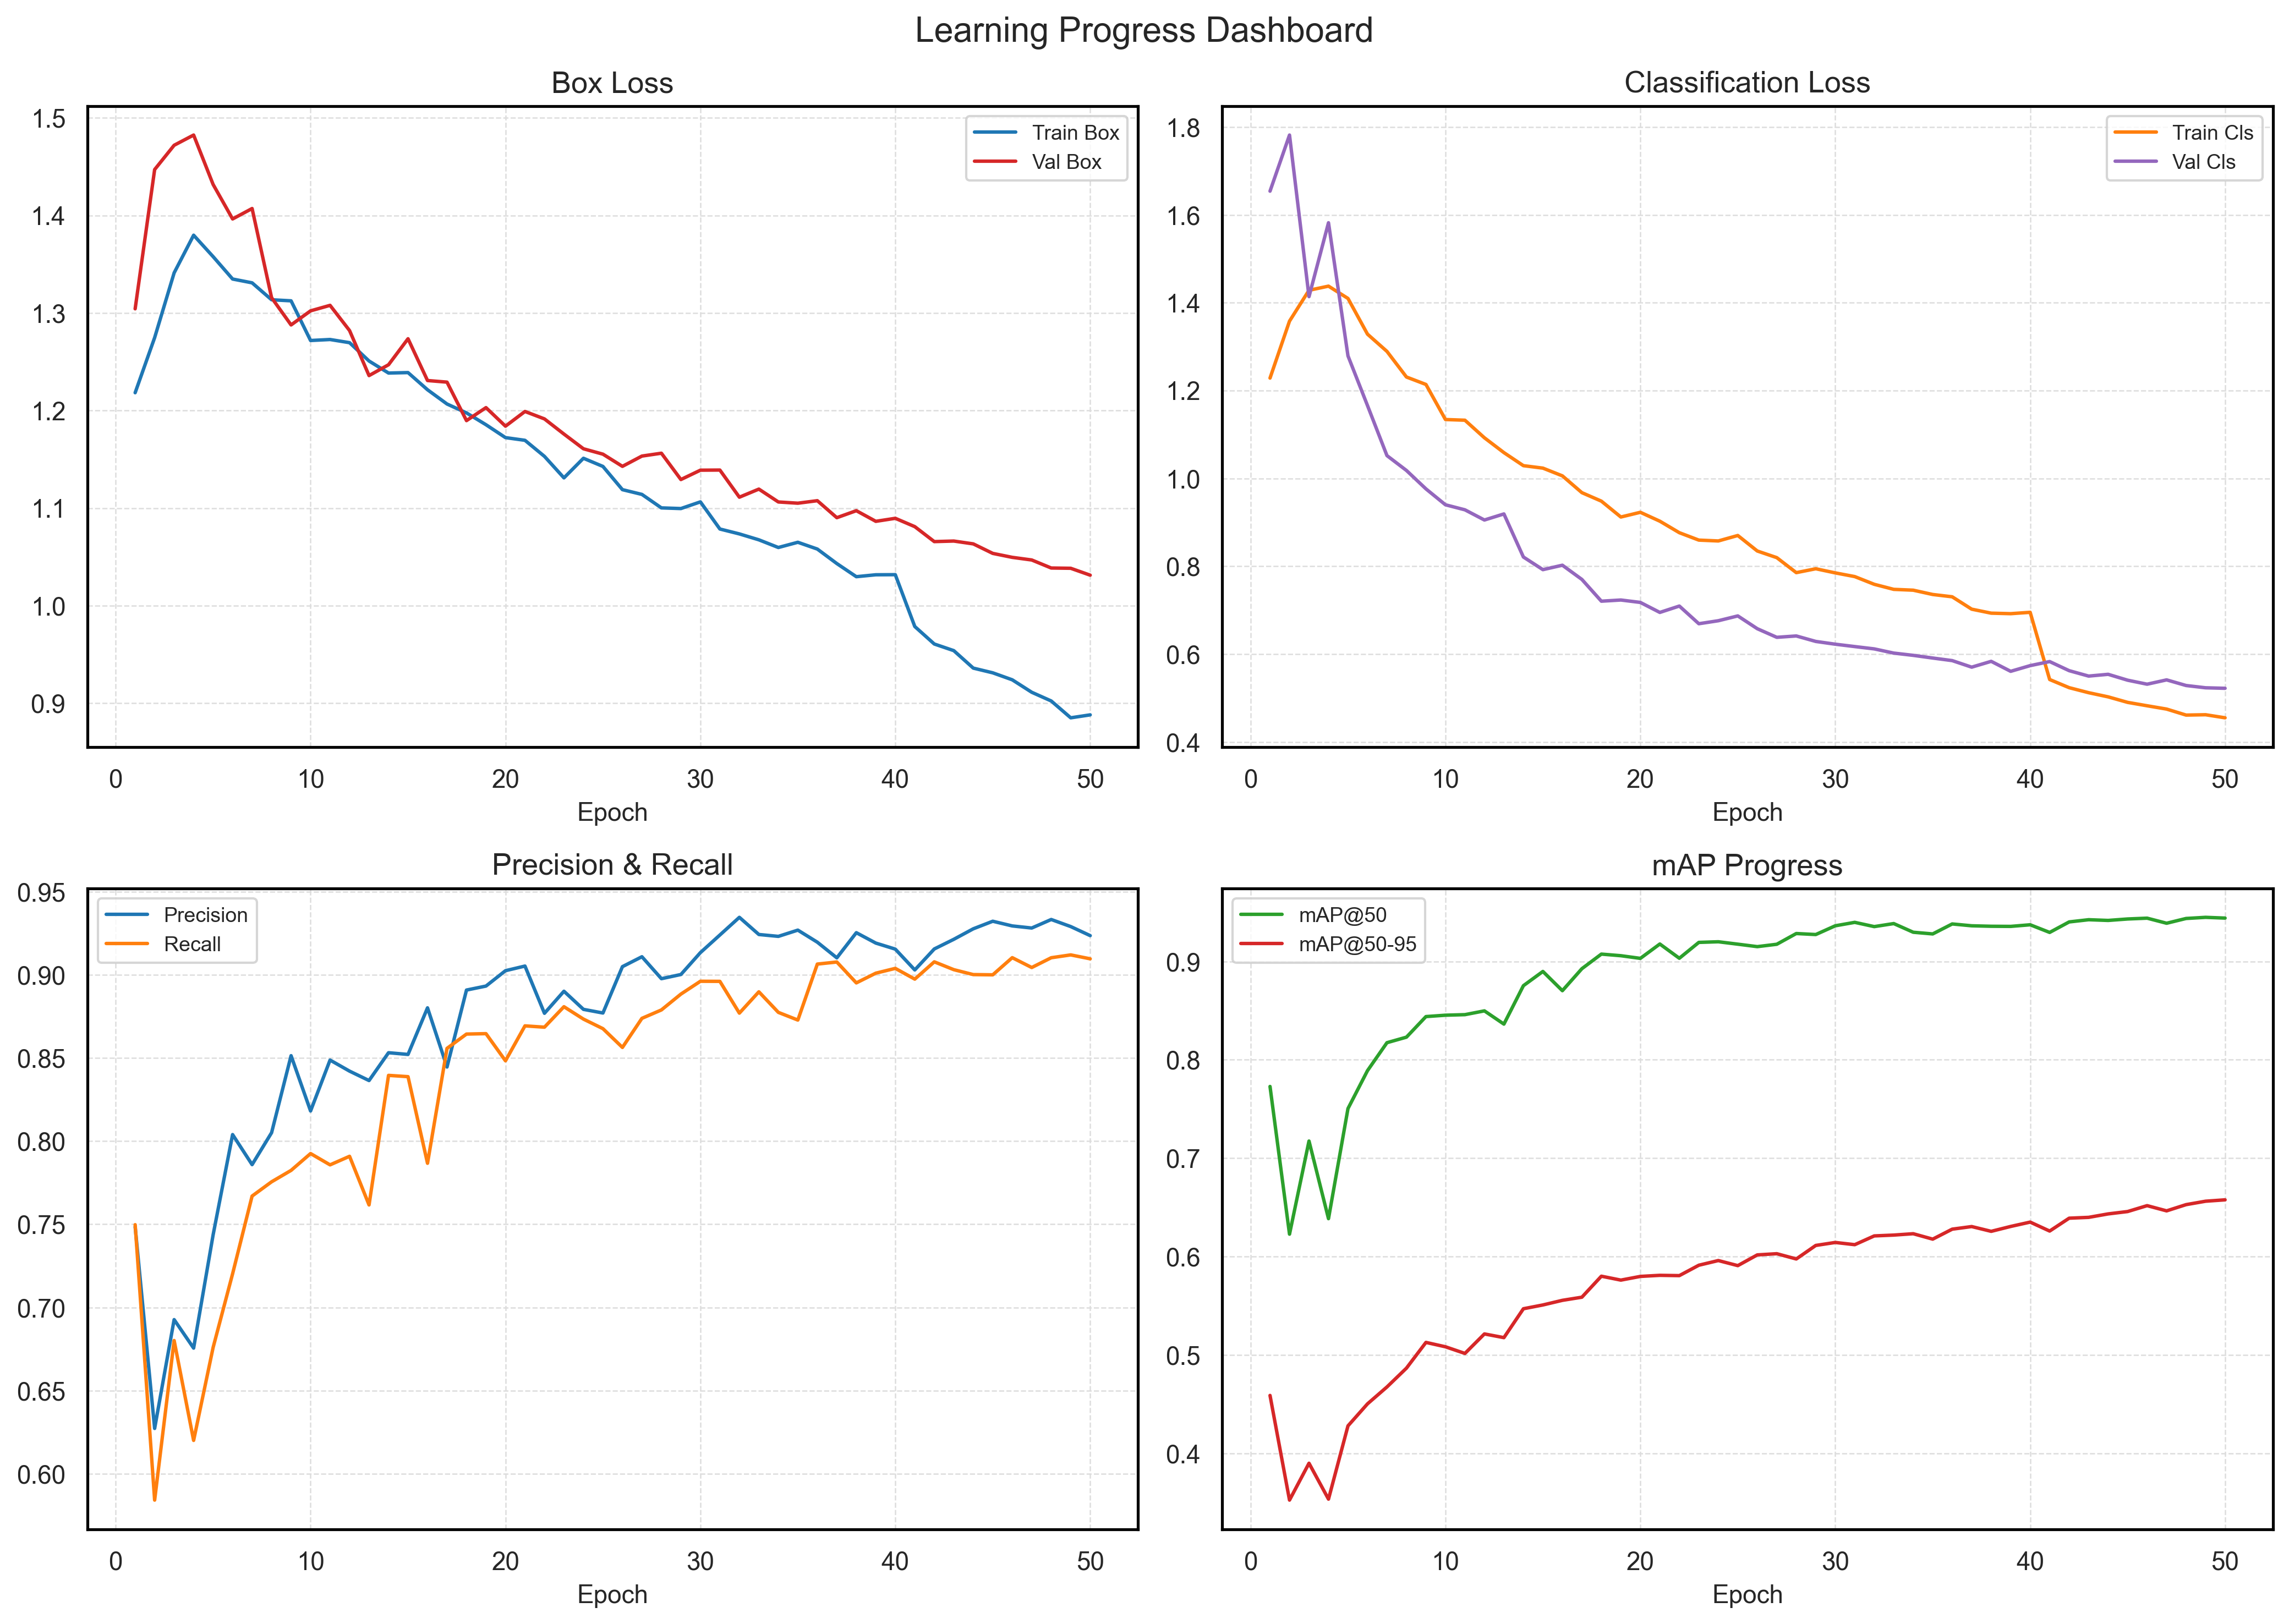 Learning Progress Dashboard
Box Loss
1.5
1.4
1.3
1.2
1.1
1.0
0.9
0 10 20 30 40 50
Epoch
Train Box
Val Box
Classification Loss
1.8
1.6
1.4
1.2
1.0
0.8
0.6
0.4
0 10 20 30 40 50
Epoch
Train Cls
Val Cls
Precision & Recall
0.95
0.90
0.85
0.80
0.75
0.70
0.65
0.60
0 10 20 30 40 50
Epoch
Precision
Recall
mAP Progress
0.9
0.8
0.7
0.6
0.5
0.4
0 10 20 30 40 50
Epoch
mAP@50
mAP@50-95